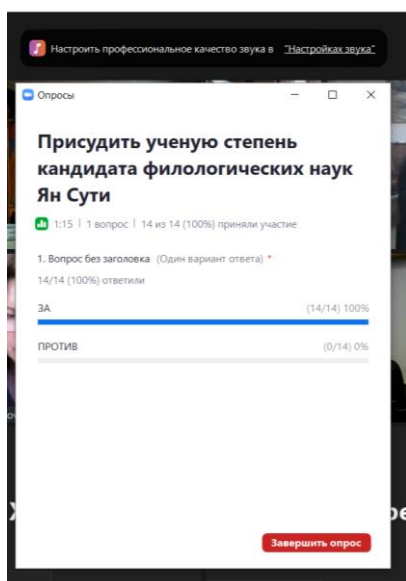 Настроить профессиональное качество звука в "Настройках звука"
Опросы
Присудить ученую степень
кандидата филологических наук
Ян Сути
1:15 | 1 вопрос | 14 из 14 (100%) приняли участие
1. Вопрос без заголовка (Один вариант ответа) *
14/14 (100%) ответили
ЗА (14/14) 100%
ПРОТИВ (0/14) 0%
Завершить опрос